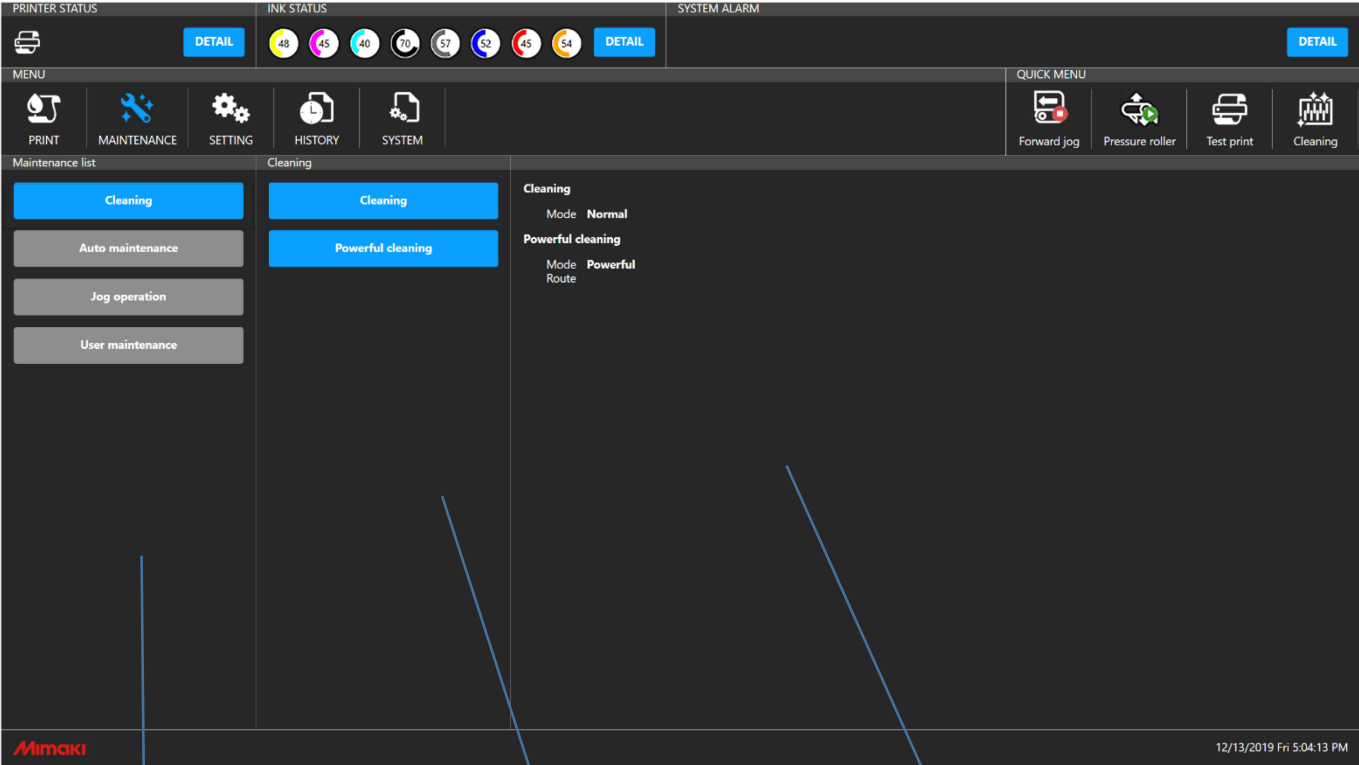 PRINTER STATUS
INK STATUS
SYSTEM ALARM
DETAIL
48 45 40 70 57 52 45 54
DETAIL
DETAIL
MENU
QUICK MENU
PRINT
MAINTENANCE
SETTING
HISTORY
SYSTEM
Forward jog
Pressure roller
Test print
Cleaning
Maintenance list
Cleaning
Auto maintenance
Jog operation
User maintenance
Cleaning
Cleaning
Powerful cleaning
Cleaning
Mode Normal
Powerful cleaning
Mode Powerful
Route
Mimaki
12/13/2019 Fri 5:04:13 PM